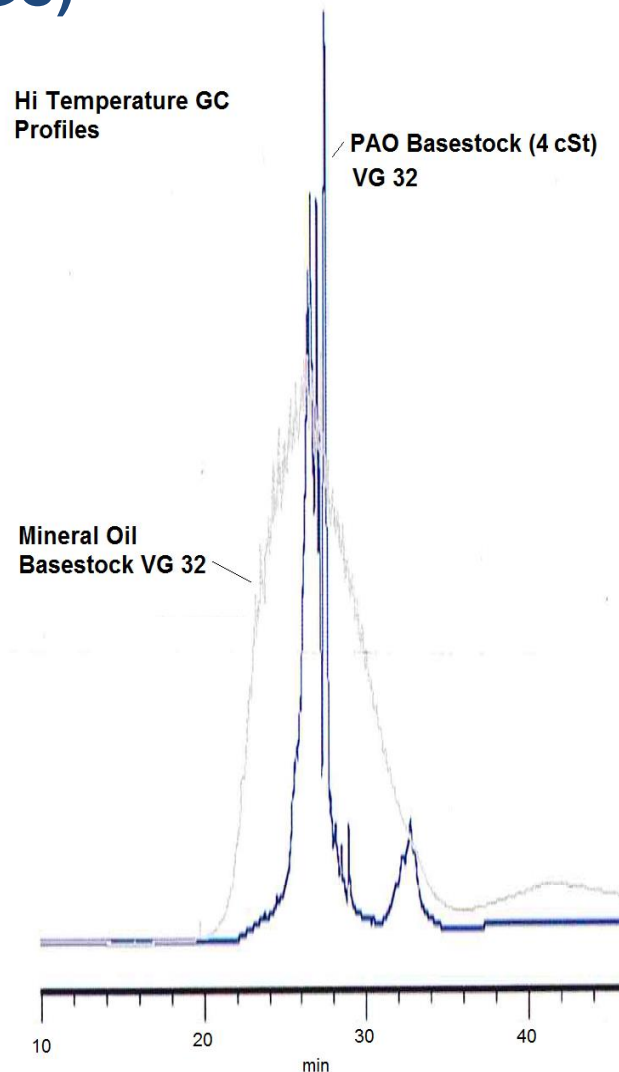 Hi Temperature GC
Profiles
PAO Basestock (4 cSt)
VG 32
Mineral Oil
Basestock VG 32
10 20 30 40
min